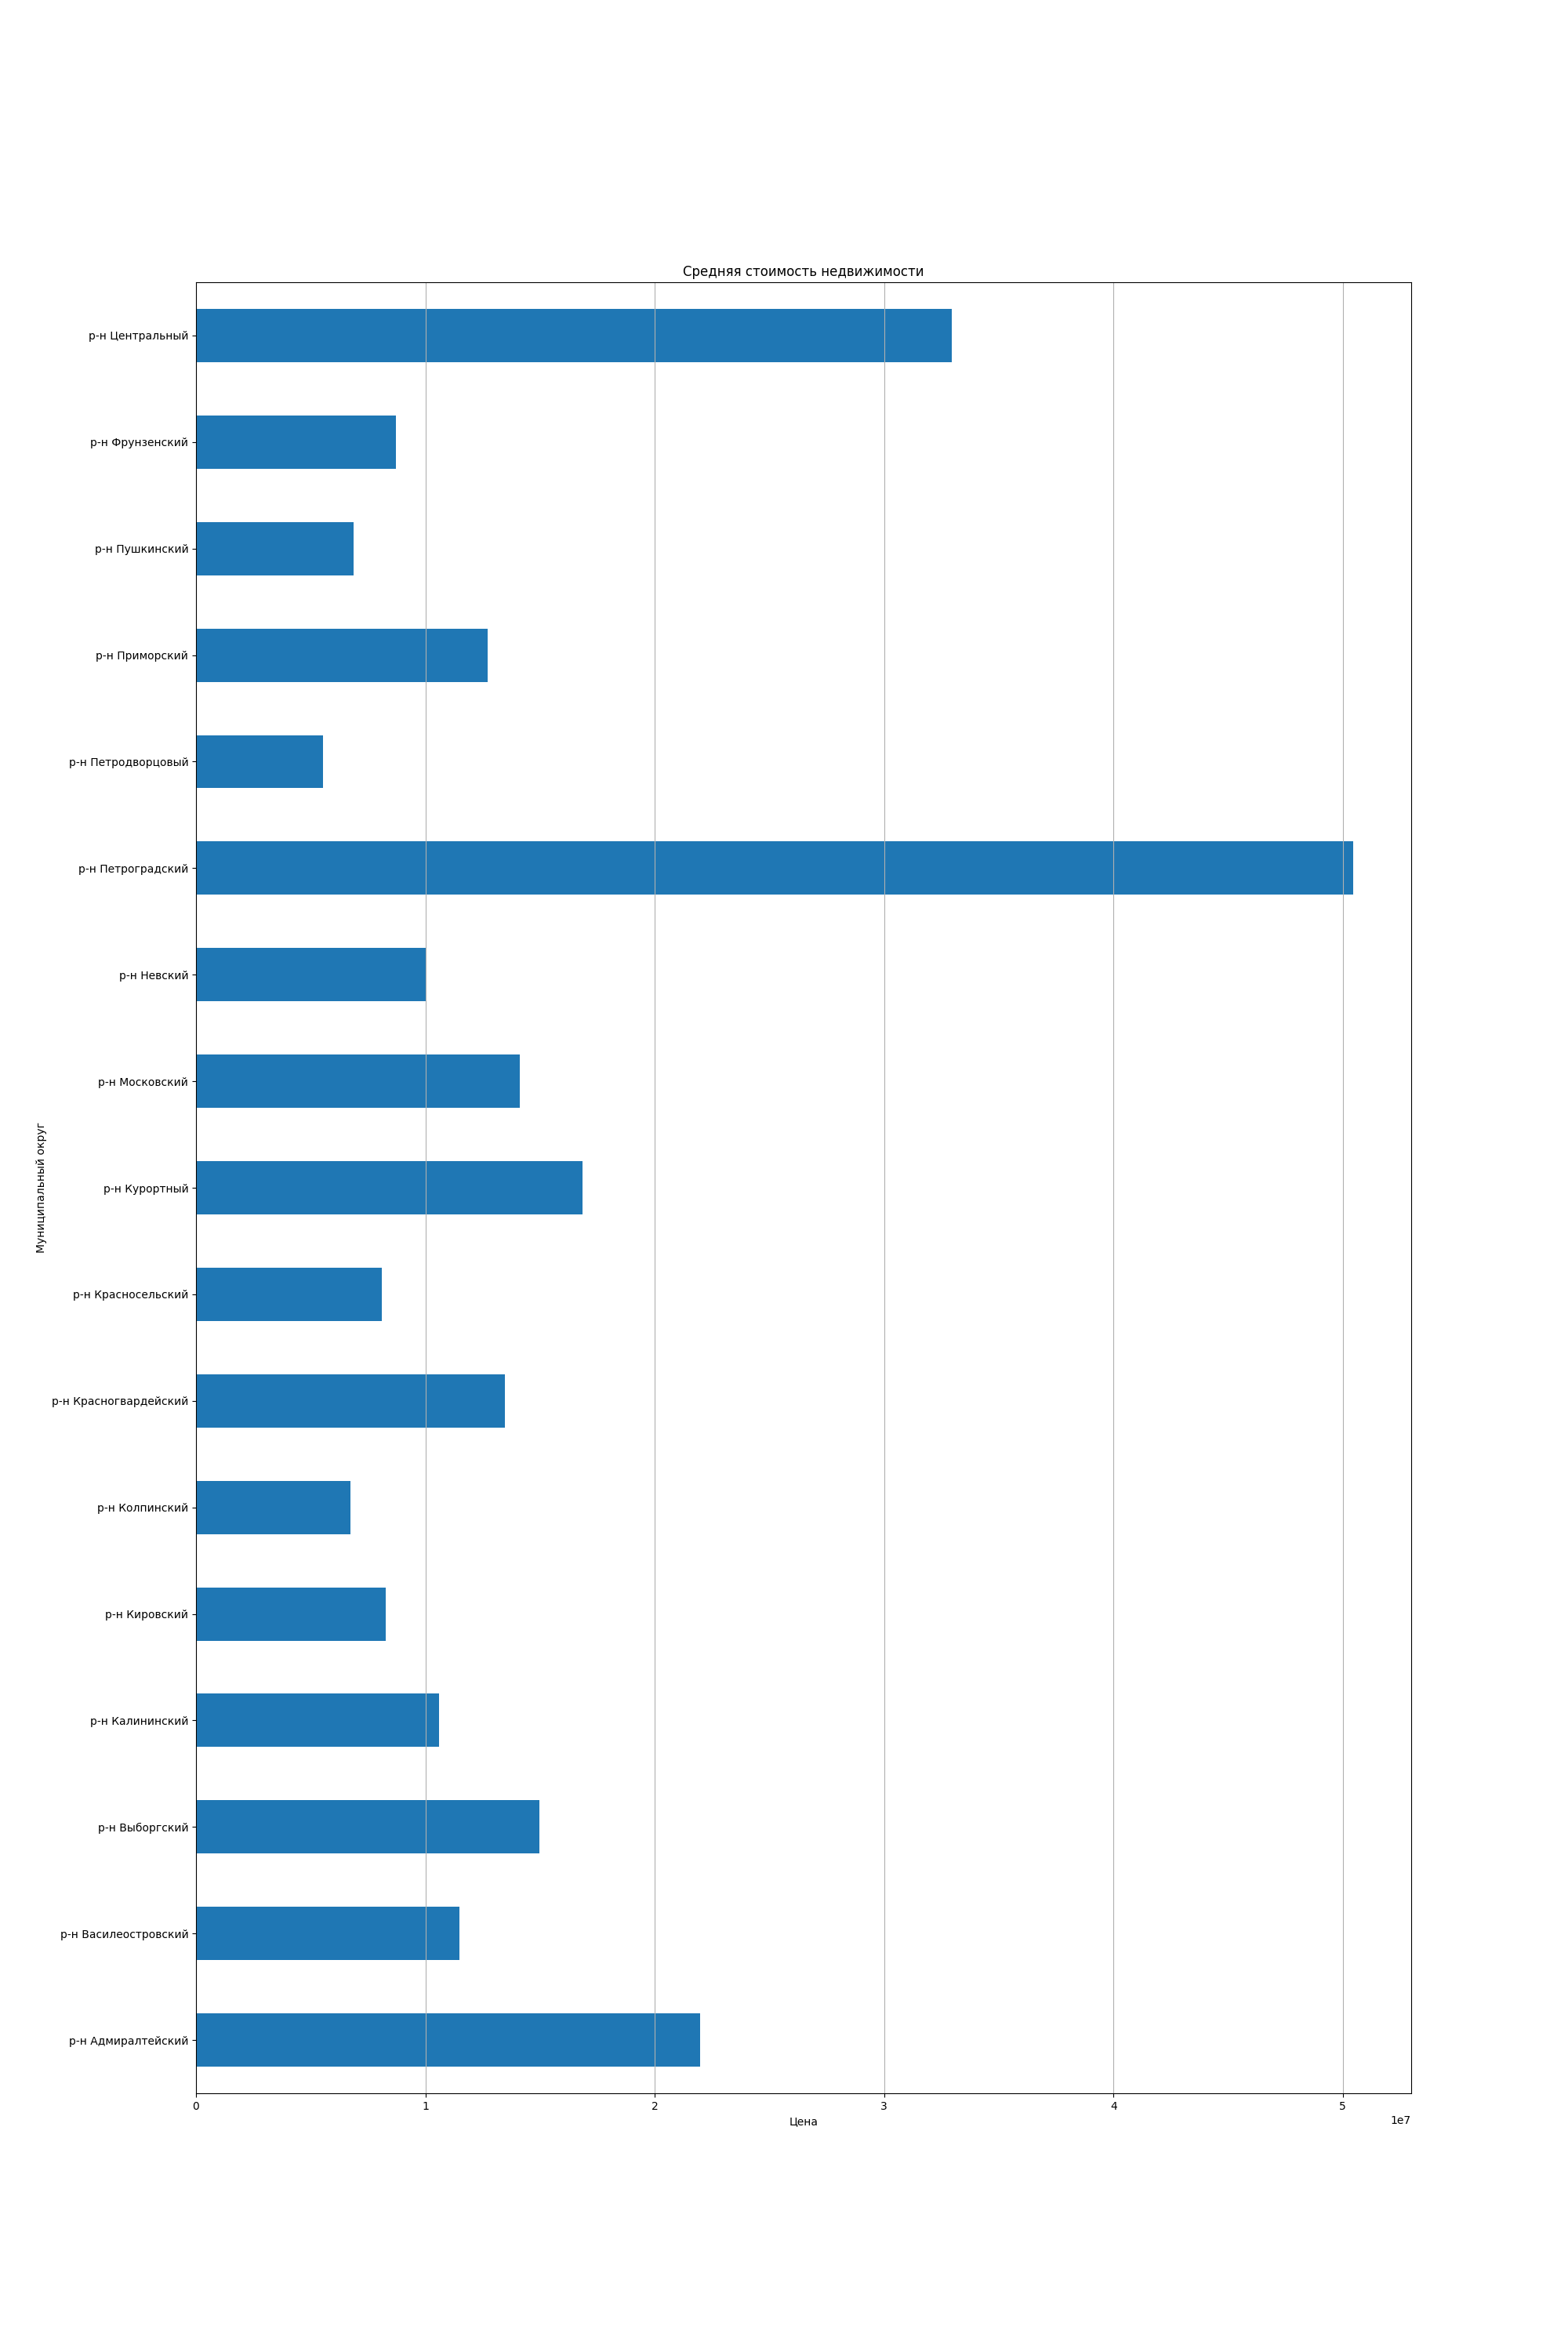 Средняя стоимость недвижимости
р-н Центральный
р-н Фрунзенский
р-н Пушкинский
р-н Приморский
р-н Петродворцовый
р-н Петроградский
р-н Невский
р-н Московский
р-н Курортный
р-н Красносельский
р-н Красногвардейский
р-н Колпинский
р-н Кировский
р-н Калининский
р-н Выборгский
р-н Василеостровский
р-н Адмиралтейский
Муниципальный округ
0 1 2 3 4 5
1e7
Цена